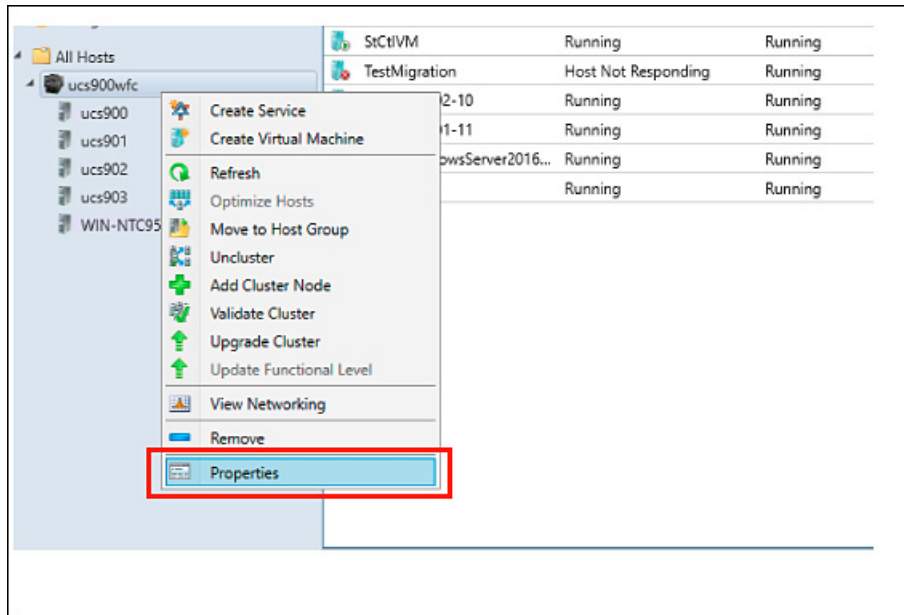 All Hosts
ucs900wfc
ucs900
ucs901
ucs902
ucs903
WIN-NTC95
StCtlVM Running Running
TestMigration Host Not Responding Running
02-10 Running Running
01-11 Running Running
owsServer2016... Running Running
Running Running
Create Service
Create Virtual Machine
Refresh
Optimize Hosts
Move to Host Group
Uncluster
Add Cluster Node
Validate Cluster
Upgrade Cluster
Update Functional Level
View Networking
Remove
Properties